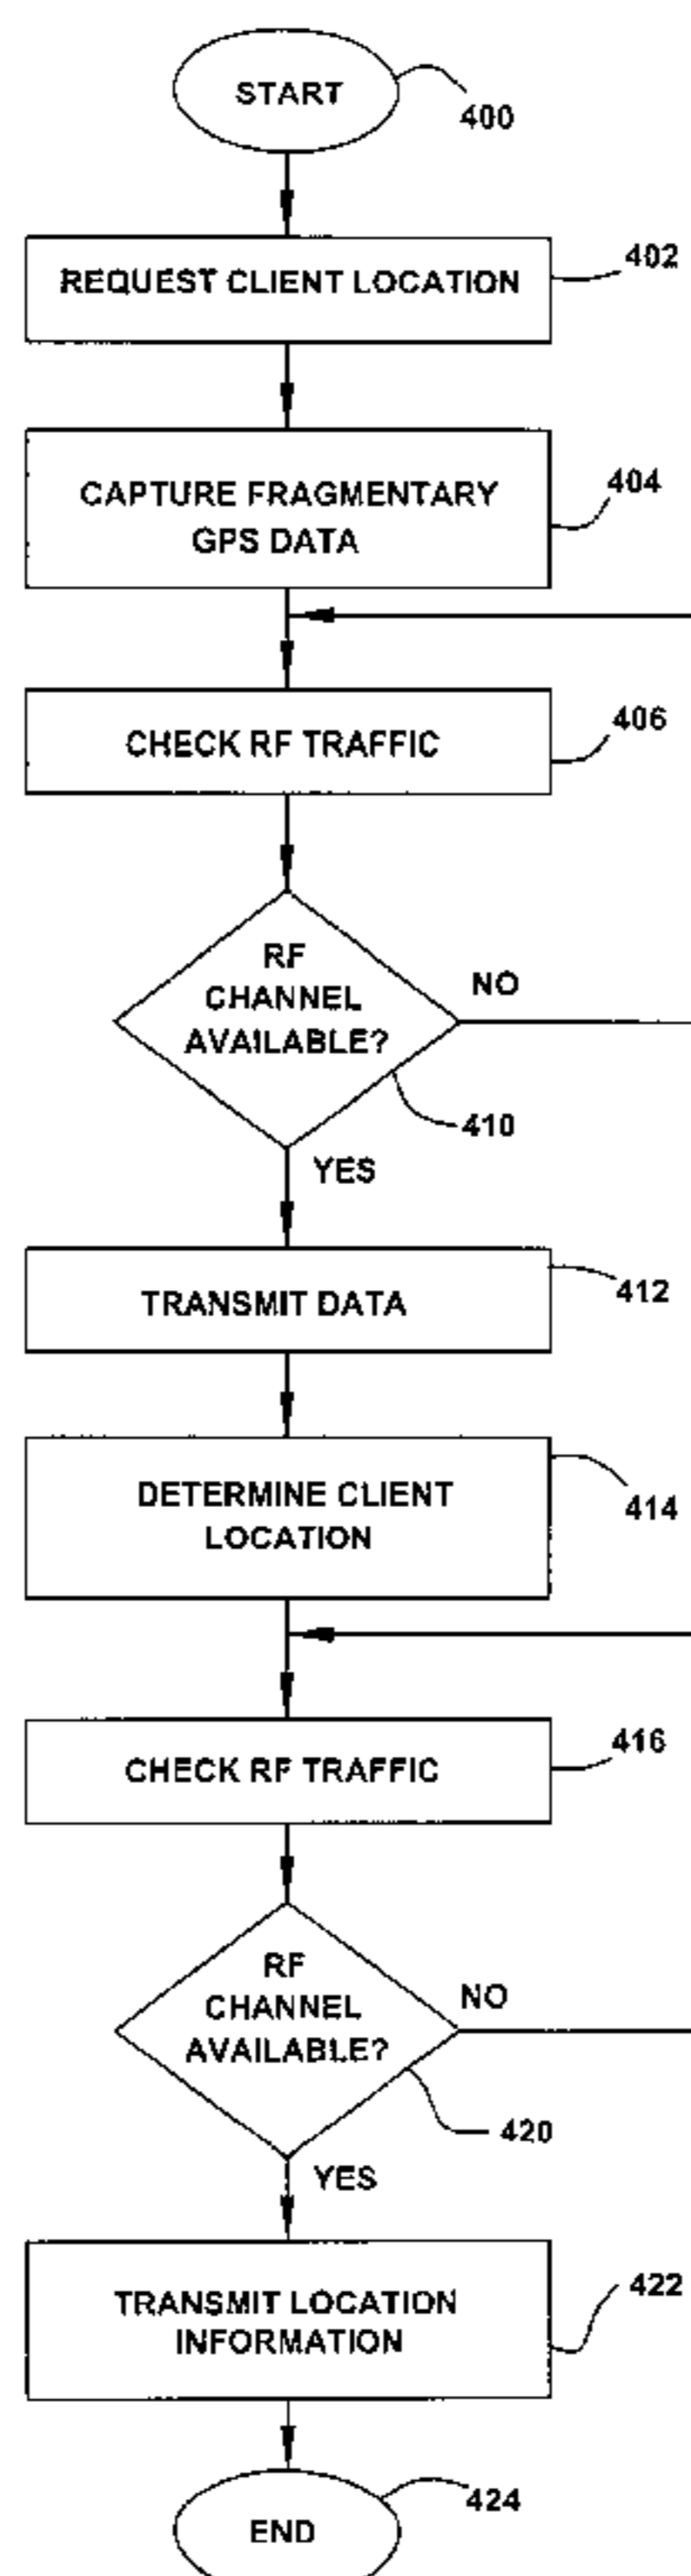 START
400
REQUEST CLIENT LOCATION
402
CAPTURE FRAGMENTARY
GPS DATA
404
CHECK RF TRAFFIC
406
RF
CHANNEL
AVAILABLE?
NO
410
YES
TRANSMIT DATA
412
DETERMINE CLIENT
LOCATION
414
CHECK RF TRAFFIC
416
RF
CHANNEL
AVAILABLE?
NO
420
YES
TRANSMIT LOCATION
INFORMATION
422
END
424